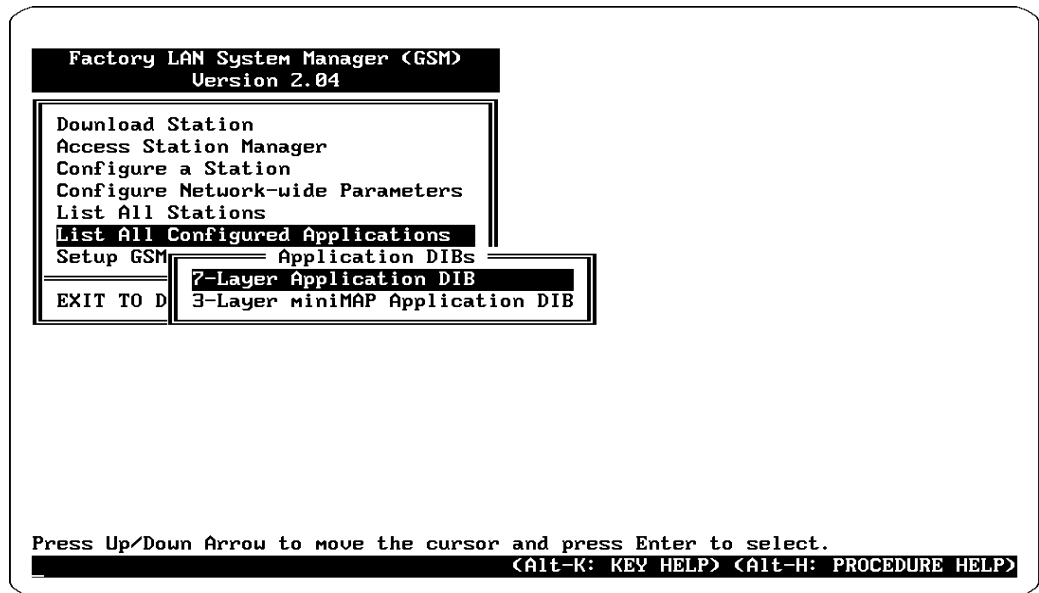 Factory LAN System Manager (GSM)
Version 2.04
Download Station
Access Station Manager
Configure a Station
Configure Network-wide Parameters
List All Stations
List All Configured Applications
Setup GSM
Application DIBs
7-Layer Application DIB
EXIT TO D
3-Layer miniMAP Application DIB
Press Up/Down Arrow to move the cursor and press Enter to select.
(Alt-K: KEY HELP) (Alt-H: PROCEDURE HELP)